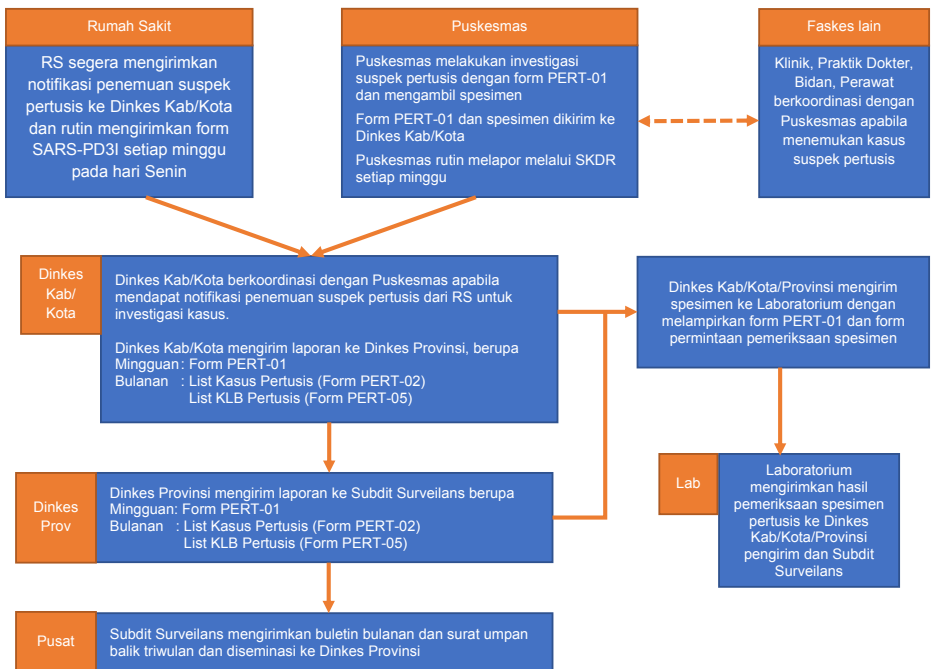 Rumah Sakit
RS segera mengirimkan
notifikasi penemuan suspek
pertusis ke Dinkes Kab/Kota
dan rutin mengirimkan form
SARS-PD3I setiap minggu
pada hari Senin
Puskesmas
Puskesmas melakukan investigasi
suspek pertusis dengan form PERT-01
dan mengambil spesimen
Form PERT-01 dan spesimen dikirim ke
Dinkes Kab/Kota
Puskesmas rutin melapor melalui SKDR
setiap minggu
Faskes lain
Klinik, Praktik Dokter,
Bidan, Perawat
berkoordinasi dengan
Puskesmas apabila
menemukan kasus
suspek pertusis
Dinkes
Kab/
Kota
Dinkes Kab/Kota berkoordinasi dengan Puskesmas apabila
mendapat notifikasi penemuan suspek pertusis dari RS untuk
investigasi kasus.
Dinkes Kab/Kota mengirim laporan ke Dinkes Provinsi, berupa
Mingguan: Form PERT-01
Bulanan : List Kasus Pertusis (Form PERT-02)
List KLB Pertusis (Form PERT-05)
Dinkes Kab/Kota/Provinsi mengirim
spesimen ke Laboratorium dengan
melampirkan form PERT-01 dan form
permintaan pemeriksaan spesimen
Dinkes
Prov
Dinkes Provinsi mengirim laporan ke Subdit Surveilans berupa
Mingguan: Form PERT-01
Bulanan : List Kasus Pertusis (Form PERT-02)
List KLB Pertusis (Form PERT-05)
Lab
Laboratorium
mengirimkan hasil
pemeriksaan spesimen
pertusis ke Dinkes
Kab/Kota/Provinsi
pengirim dan Subdit
Surveilans
Pusat
Subdit Surveilans mengirimkan buletin bulanan dan surat umpan
balik triwulan dan diseminasi ke Dinkes Provinsi